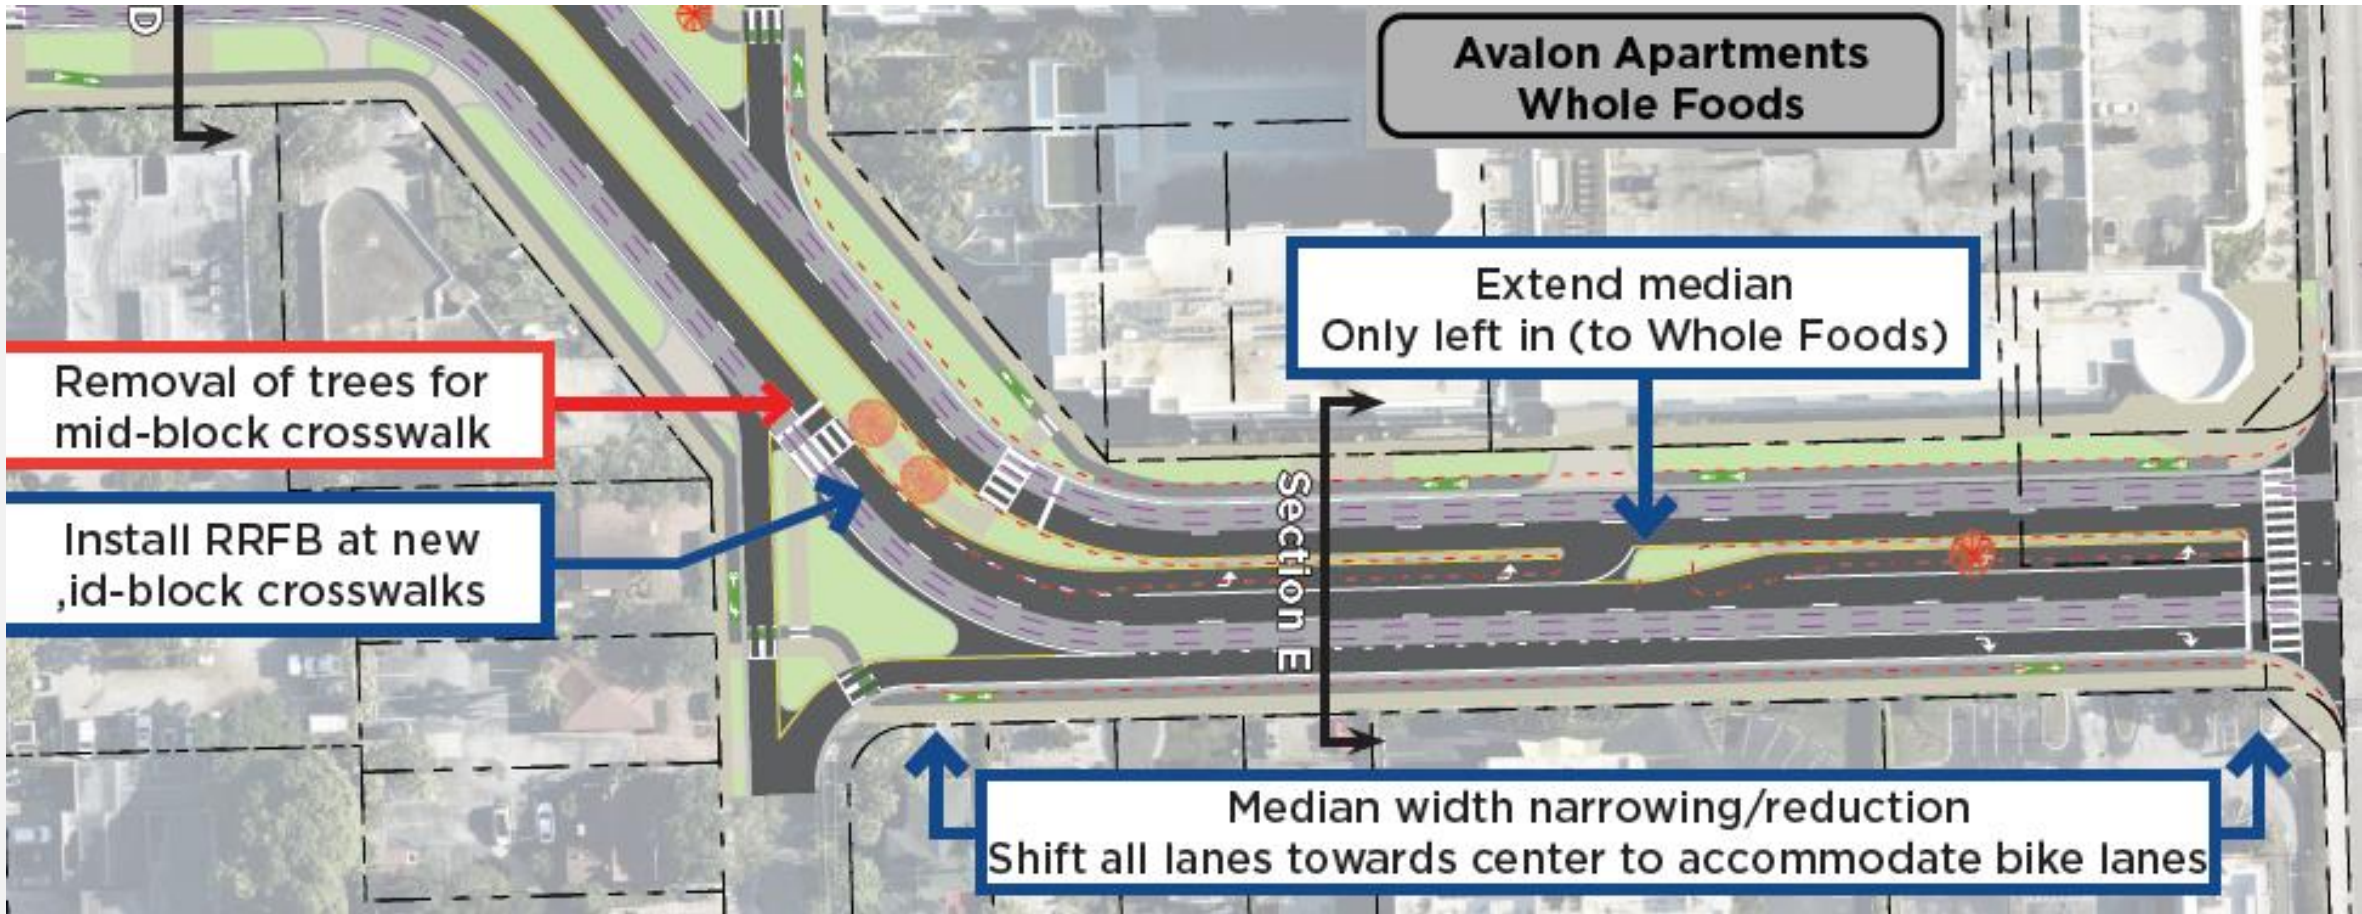 D
Avalon Apartments
Whole Foods
Extend median
Only left in (to Whole Foods)
Removal of trees for
mid-block crosswalk
Install RRFB at new
,id-block crosswalks
Section E
Median width narrowing/reduction
Shift all lanes towards center to accommodate bike lanes